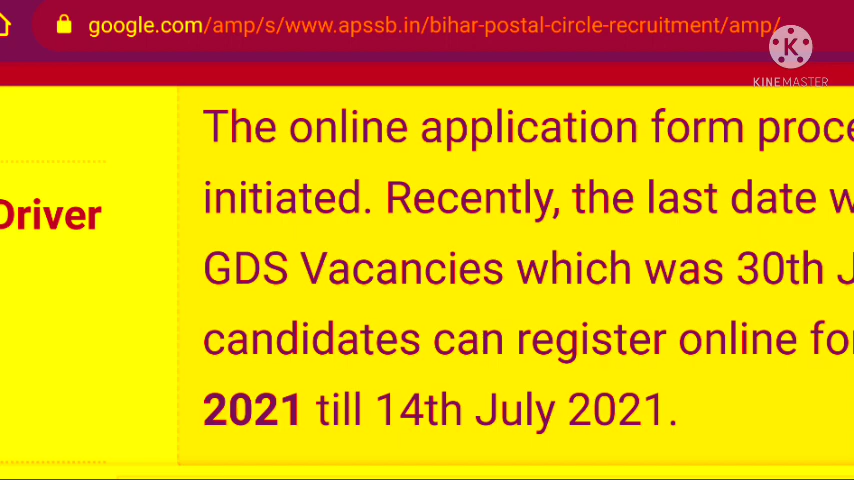 google.com/amp/s/www.apssb.in/bihar-postal-circle-recruitment/amp/
K
KINEMASTER
The online application form proce
initiated. Recently, the last date w
Driver
GDS Vacancies which was 30th J
candidates can register online for
2021 till 14th July 2021.